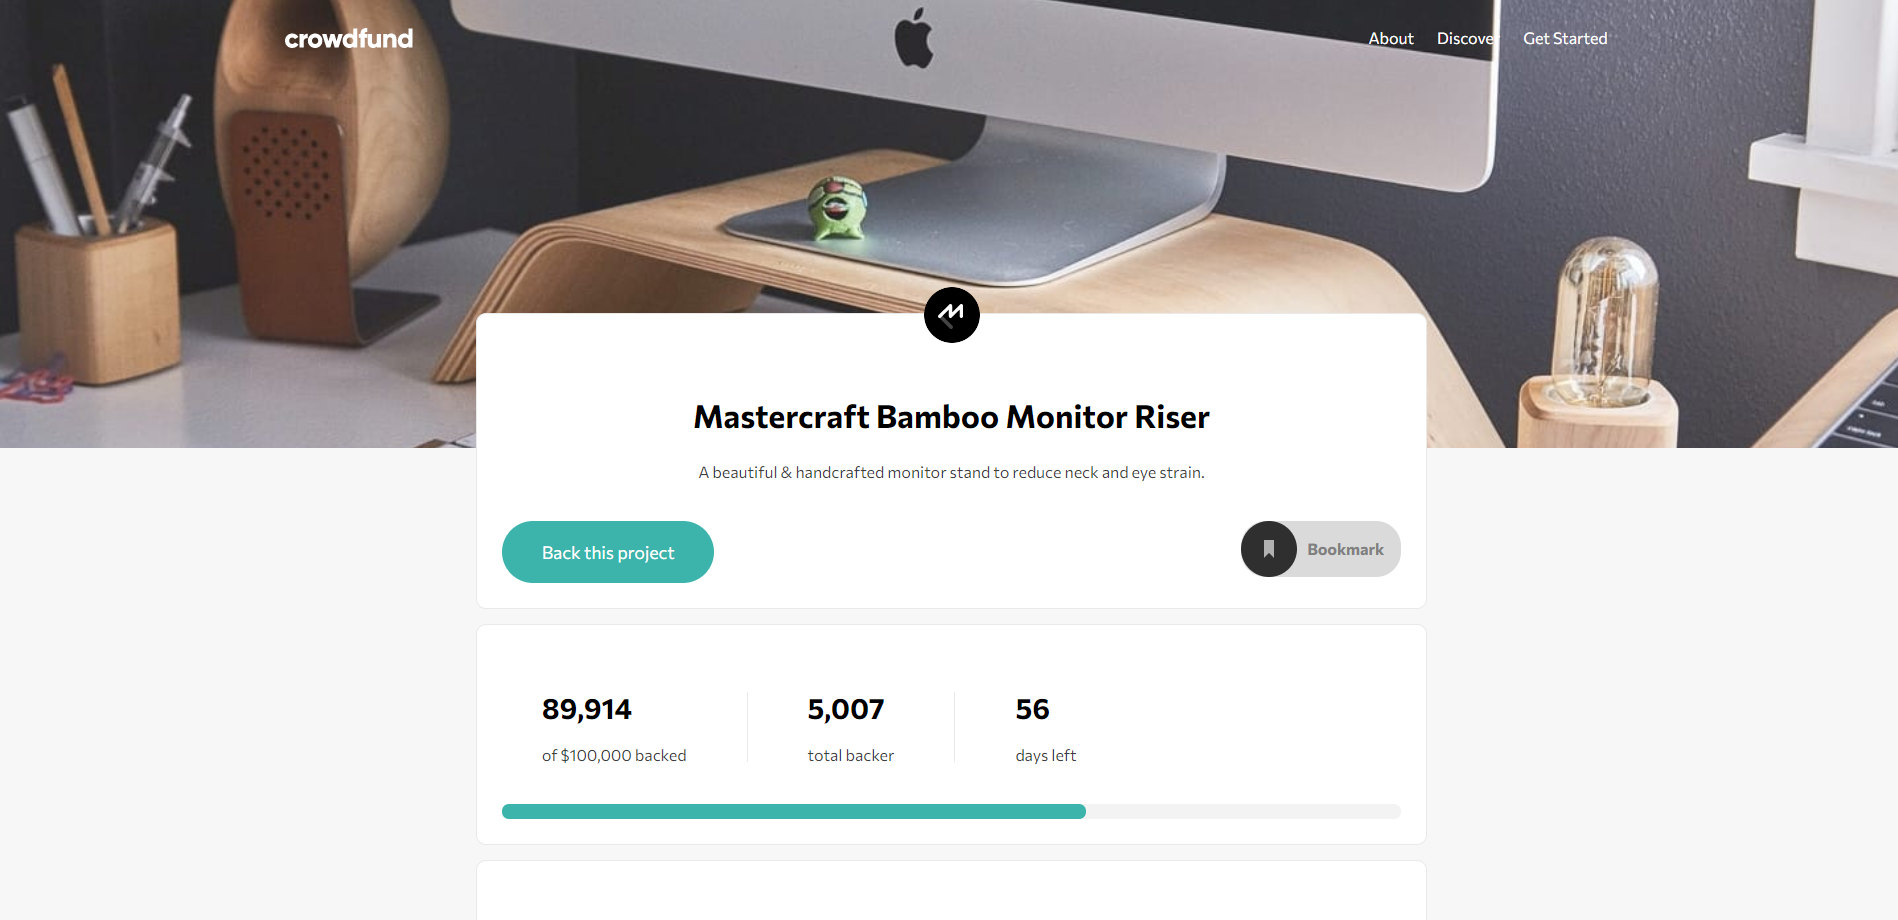 crowdfund
About Discover Get Started
Mastercraft Bamboo Monitor Riser
A beautiful & handcrafted monitor stand to reduce neck and eye strain.
Back this project
Bookmark
89,914
of $100,000 backed
5,007
total backer
56
days left